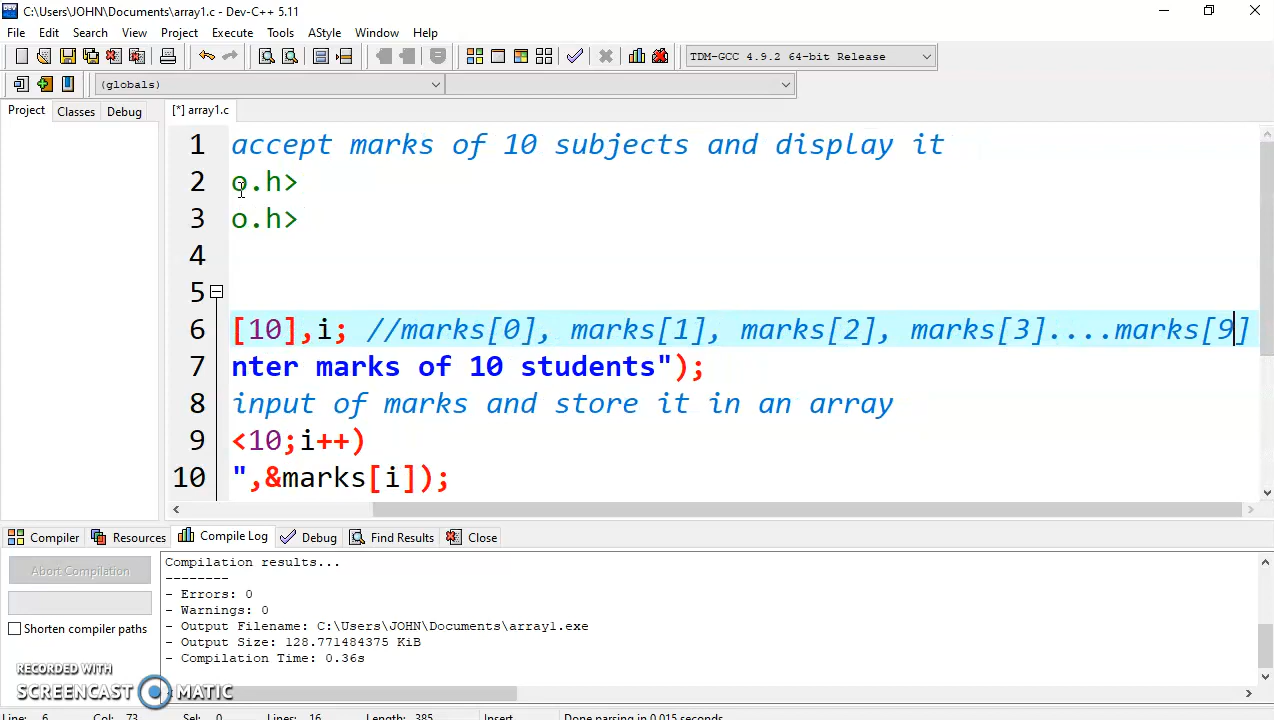 C:\Users\JOHN\Documents\array1.c - Dev-C++ 5.11
File Edit Search View Project Execute Tools AStyle Window Help
TDM-GCC 4.9.2 64-bit Release
(globals)
Project Classes Debug [*] array1.c
1 accept marks of 10 subjects and display it
2 o.h>
3 o.h>
4
5
6 [10],i; //marks[0], marks[1], marks[2], marks[3]....marks[9]
7 nter marks of 10 students");
8 input of marks and store it in an array
9 <10;i++)
10 ",&marks[i]);
Compiler Resources Compile Log Debug Find Results Close
Abort Compilation
Shorten compiler paths
Compilation results...
--------
- Errors: 0
- Warnings: 0
- Output Filename: C:\Users\JOHN\Documents\array1.exe
- Output Size: 128.771484375 KiB
- Compilation Time: 0.36s
RECORDED WITH
SCREENCAST MATIC
Line: 6 Col: 73 Sel: 0 Lines: 16 Length: 385 Insert Done parsing in 0.015 seconds